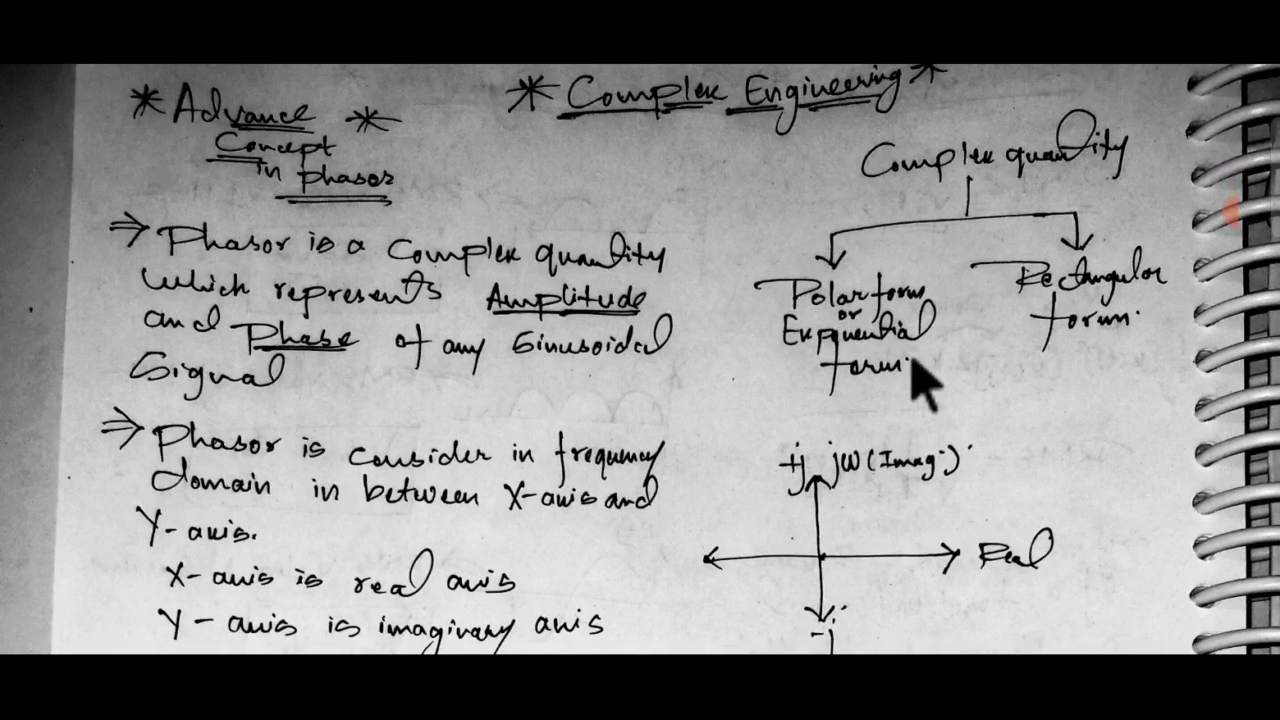 * Complex Engineering *
* Advance *
Concept
in phasor
⇒ Phasor is a Complex quantity
which represents Amplitude
and Phase of any Sinusoidal
Signal
⇒ Phasor is consider in frequency
domain in between X-axis and
Y-axis.
X-axis is real axis
Y-axis is imaginary axis
Complex quantity
Polar form
or
Exponential
form
Rectangular
form.
+j jω (Imag.)
Real
-j